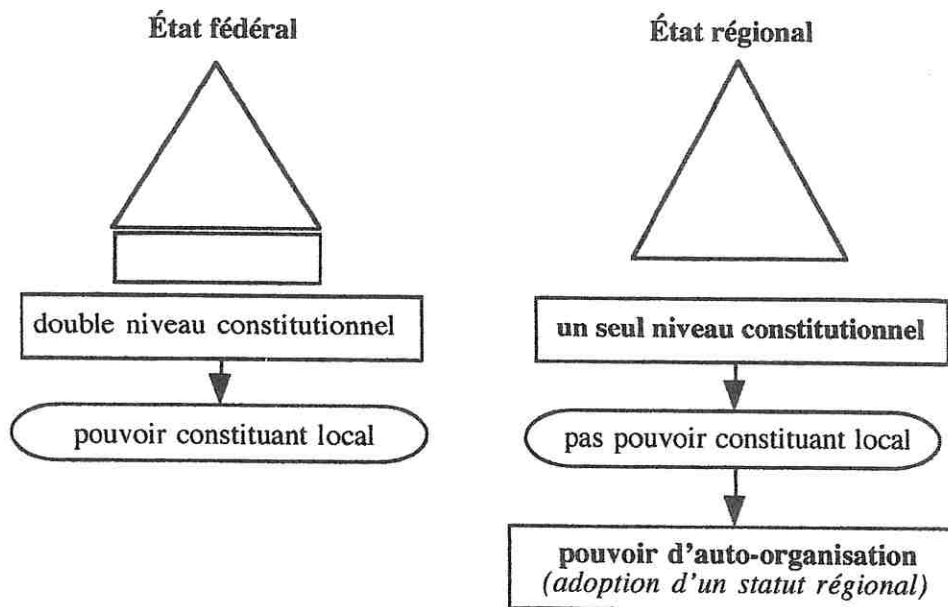 État fédéral
double niveau constitutionnel
pouvoir constituant local
État régional
un seul niveau constitutionnel
pas pouvoir constituant local
pouvoir d'auto-organisation
(adoption d'un statut régional)